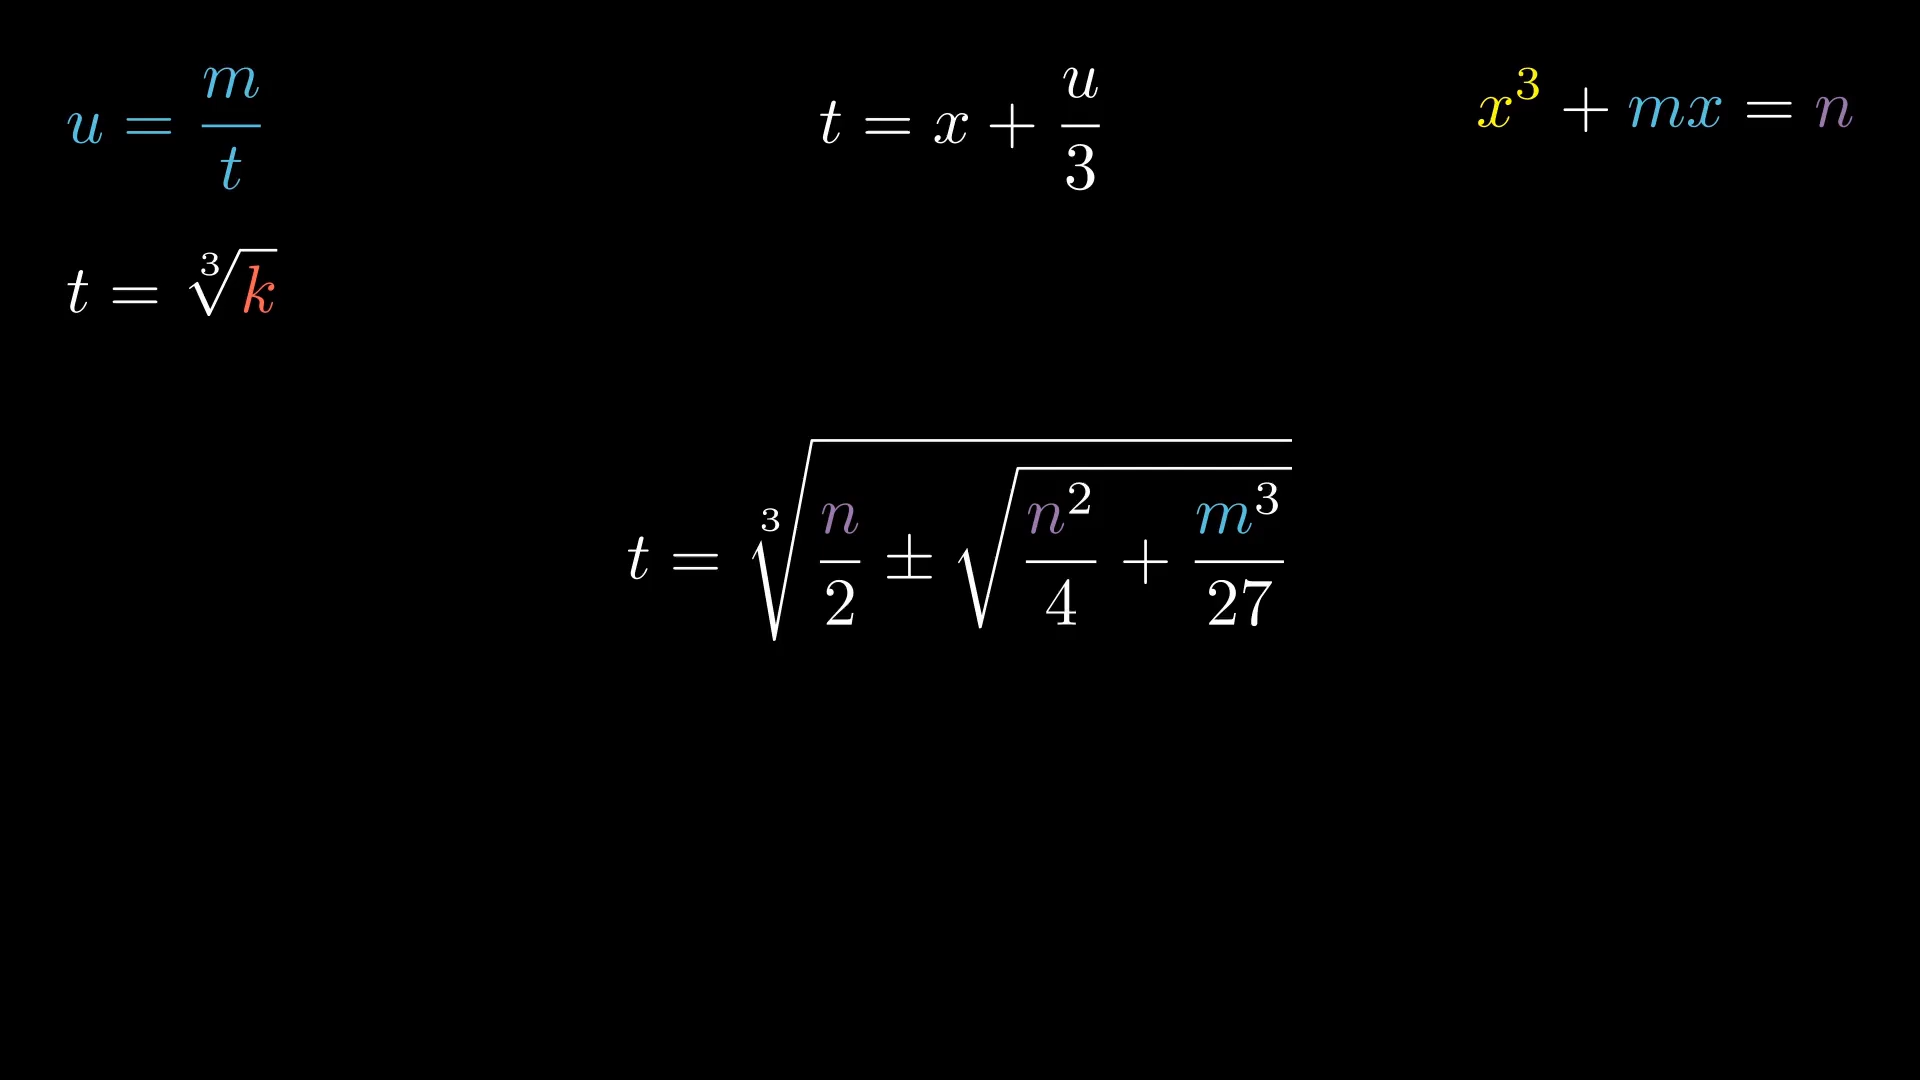 u = m/t
t = x + u/3
x³ + mx = n
t = ∛k
t = ∛(n/2 ± √(n²/4 + m³/27))